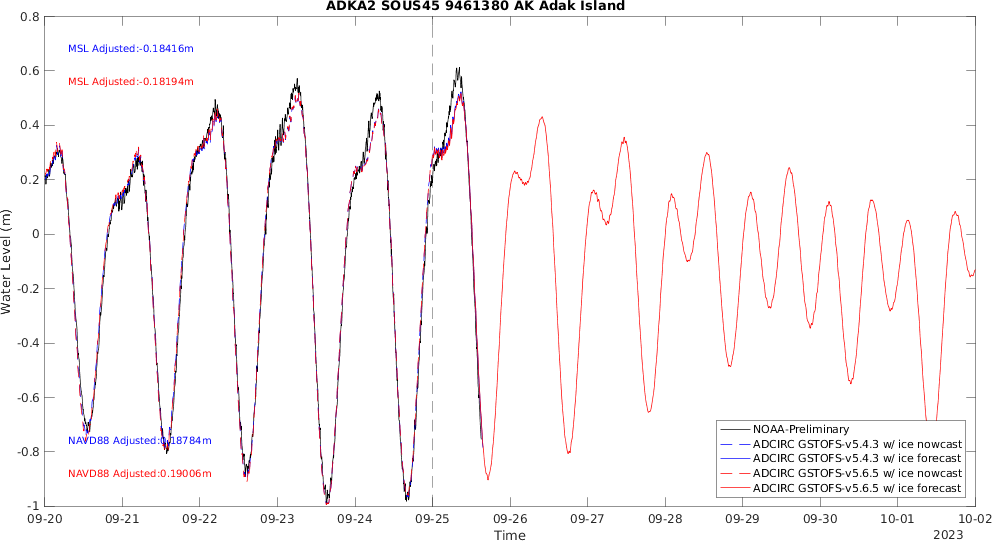 ADKA2 SOUS45 9461380 AK Adak Island
MSL Adjusted:-0.18416m
MSL Adjusted:-0.18194m
NAVD88 Adjusted:0.18784m
NAVD88 Adjusted:0.19006m
Water Level (m)
0.8
0.6
0.4
0.2
0
-0.2
-0.4
-0.6
-0.8
-1
09-20 09-21 09-22 09-23 09-24 09-25 09-26 09-27 09-28 09-29 09-30 10-01 10-02
Time
2023
NOAA-Preliminary
ADCIRC GSTOFS-v5.4.3 w/ ice nowcast
ADCIRC GSTOFS-v5.4.3 w/ ice forecast
ADCIRC GSTOFS-v5.6.5 w/ ice nowcast
ADCIRC GSTOFS-v5.6.5 w/ ice forecast